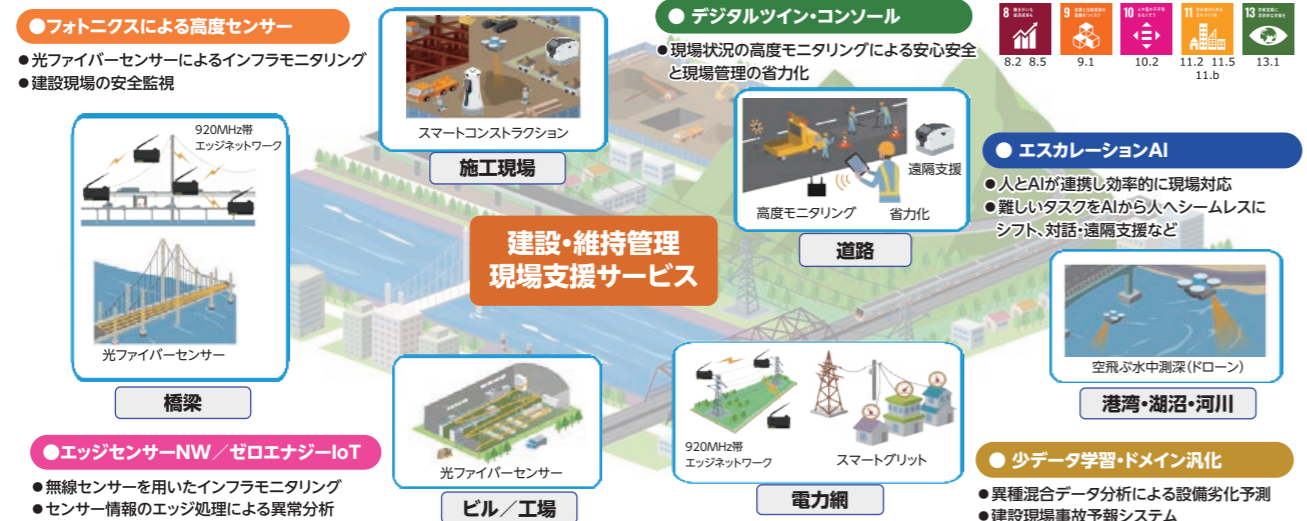 ●フォトニクスによる高度センサー
●光ファイバーセンサーによるインフラモニタリング
●建設現場の安全監視
920MHz帯
エッジネットワーク
光ファイバーセンサー
橋梁
スマートコンストラクション
施工現場
●デジタルツイン・コンソール
●現場状況の高度モニタリングによる安心安全
と現場管理の省力化
遠隔支援
高度モニタリング
省力化
道路
8
9
10
11
13
8.2 8.5
9.1
10.2
11.2 11.5
11.b
13.1
●エスカレーションAI
●人とAIが連携し効率的に現場対応
●難しいタスクをAIから人へシームレスに
シフト、対話・遠隔支援など
空飛ぶ水中測深(ドローン)
港湾・湖沼・河川
建設・維持管理
現場支援サービス
●エッジセンサーNW／ゼロエナジーIoT
●無線センサーを用いたインフラモニタリング
●センサー情報のエッジ処理による異常分析
光ファイバーセンサー
ビル／工場
920MHz帯
エッジネットワーク
スマートグリット
電力網
●少データ学習・ドメイン汎化
●異種混合データ分析による設備劣化予測
●建設現場事故予報システム